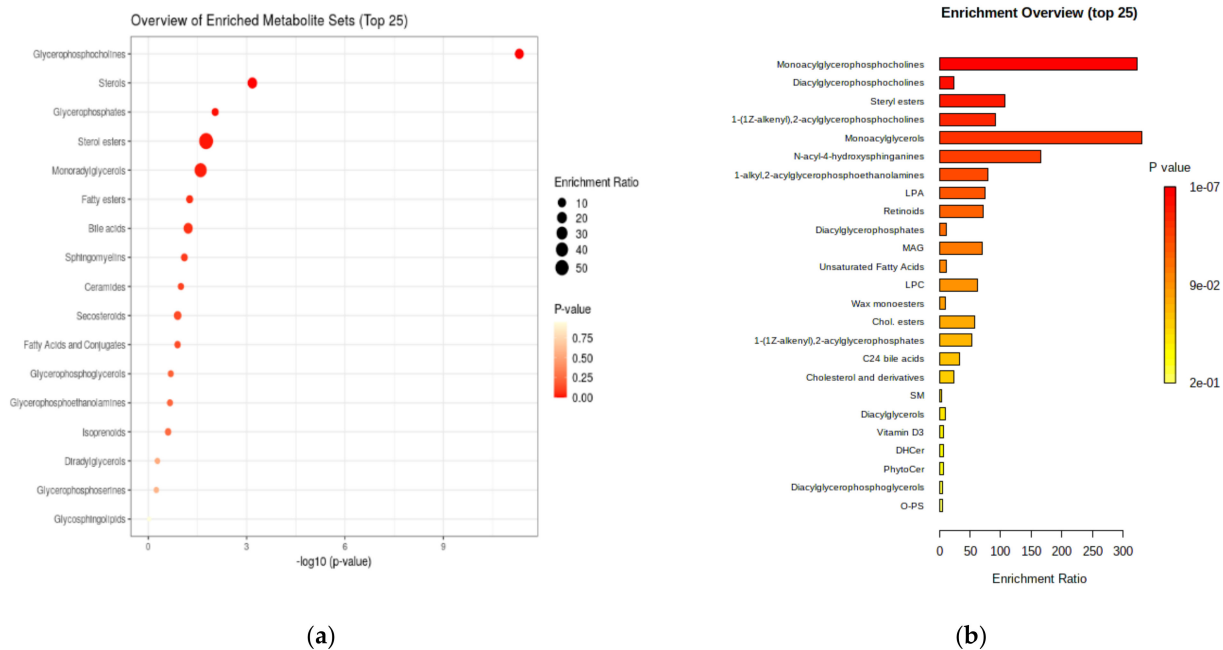 Overview of Enriched Metabolite Sets (Top 25)
Glycerophosphocholines
Sterols
Glycerophosphates
Sterol esters
Monoradylglycerols
Fatty esters
Bile acids
Sphingomyelins
Ceramides
Secosteroids
Fatty Acids and Conjugates
Glycerophosphoglycerols
Glycerophosphoethanolamines
Isoprenoids
Diradylglycerols
Glycerophosphoserines
Glycosphingolipids
0 3 6 9
-log10 (p-value)
Enrichment Ratio
10
20
30
40
50
P-value
0.75
0.50
0.25
0.00
(a)
Enrichment Overview (top 25)
Monoacylglycerophosphocholines
Diacylglycerophosphocholines
Steryl esters
1-(1Z-alkenyl),2-acylglycerophosphocholines
Monoacylglycerols
N-acyl-4-hydroxysphinganines
1-alkyl,2-acylglycerophosphoethanolamines
LPA
Retinoids
Diacylglycerophosphates
MAG
Unsaturated Fatty Acids
LPC
Wax monoesters
Chol. esters
1-(1Z-alkenyl),2-acylglycerophosphates
C24 bile acids
Cholesterol and derivatives
SM
Diacylglycerols
Vitamin D3
DHCer
PhytoCer
Diacylglycerophosphoglycerols
O-PS
0 50 100 150 200 250 300
Enrichment Ratio
P value
1e-07
9e-02
2e-01
(b)